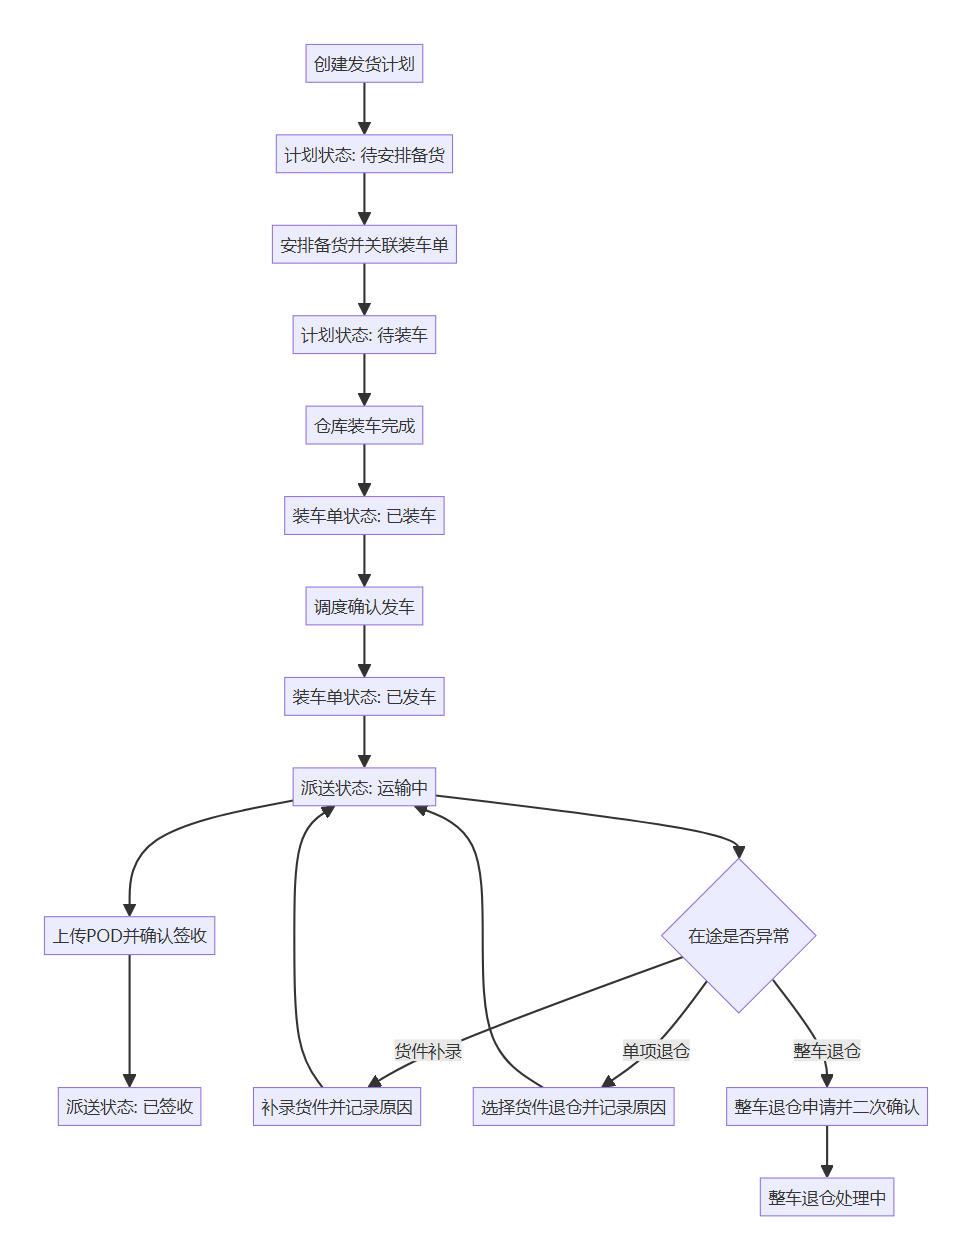 创建发货计划
计划状态: 待安排备货
安排备货并关联装车单
计划状态: 待装车
仓库装车完成
装车单状态: 已装车
调度确认发车
装车单状态: 已发车
派送状态: 运输中
上传POD并确认签收
在途是否异常
货件补录
单项退仓
整车退仓
派送状态: 已签收
补录货件并记录原因
选择货件退仓并记录原因
整车退仓申请并二次确认
整车退仓处理中